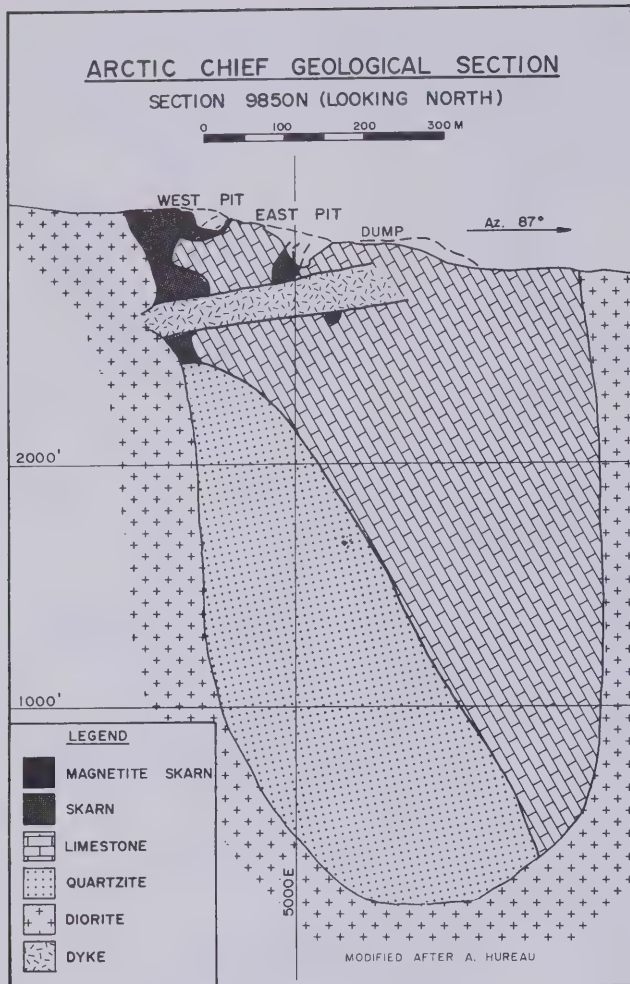 ARCTIC CHIEF GEOLOGICAL SECTION
SECTION 9850N (LOOKING NORTH)
0 100 200 300 M
WEST PIT
EAST PIT
DUMP
Az. 87°
2000'
1000'
5000E
LEGEND
MAGNETITE SKARN
SKARN
LIMESTONE
QUARTZITE
DIORITE
DYKE
MODIFIED AFTER A. HUREAU